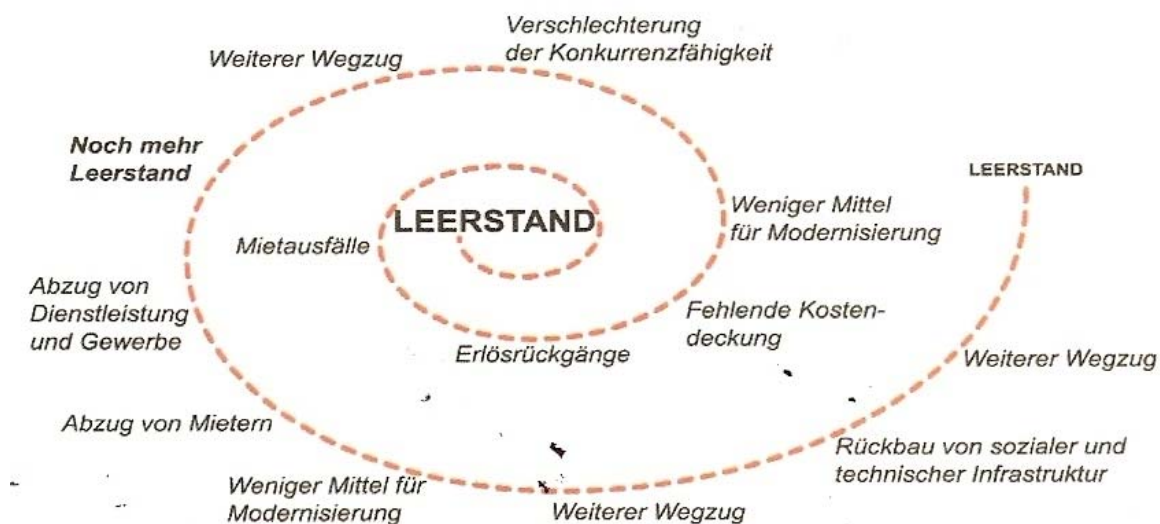 Verschlechterung
der Konkurrenzfähigkeit
Weiterer Wegzug
Noch mehr
Leerstand
LEERSTAND
LEERSTAND
Weniger Mittel
für Modernisierung
Mietausfälle
Abzug von
Dienstleistung
und Gewerbe
Fehlende Kosten-
deckung
Erlösrückgänge
Weiterer Wegzug
Abzug von Mietern
Rückbau von sozialer und
technischer Infrastruktur
Weniger Mittel für
Modernisierung
Weiterer Wegzug